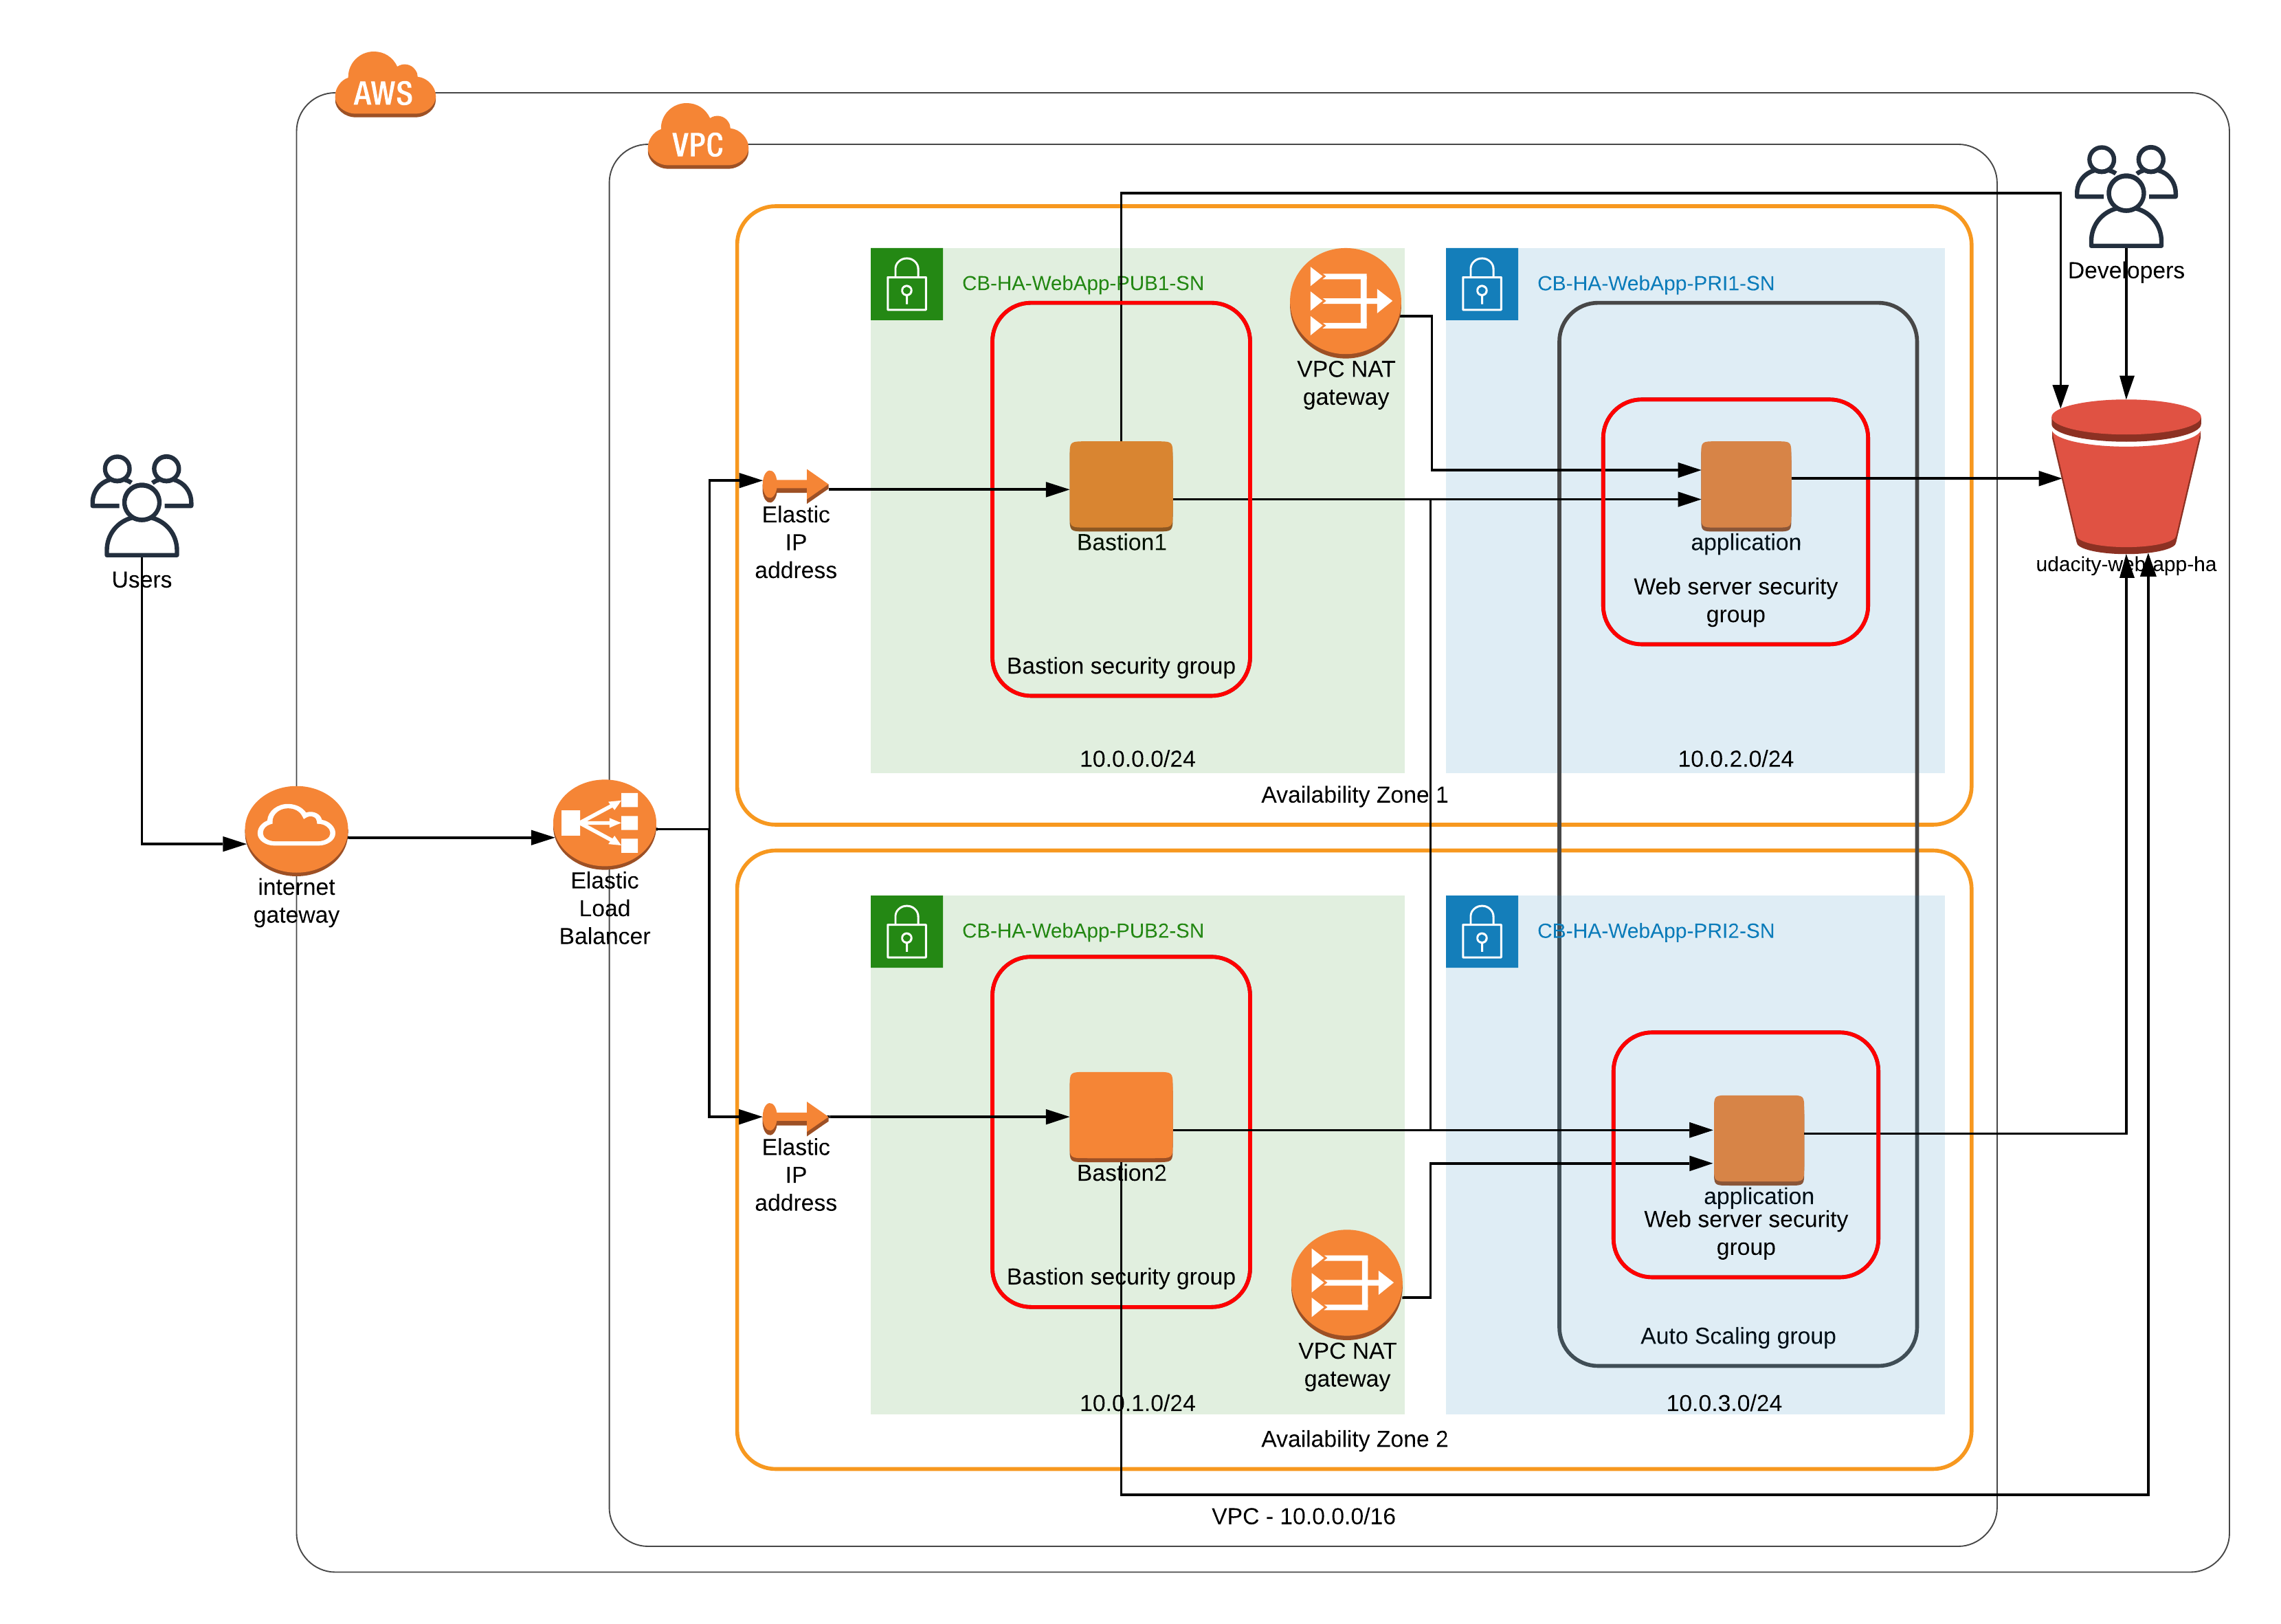 AWS
VPC
Developers
CB-HA-WebApp-PUB1-SN
CB-HA-WebApp-PRI1-SN
VPC NAT
gateway
Elastic
IP
address
Bastion1
application
Users
udacity-web-app-ha
Web server security
group
Bastion security group
10.0.0.0/24
10.0.2.0/24
Availability Zone 1
internet
gateway
Elastic
Load
Balancer
CB-HA-WebApp-PUB2-SN
CB-HA-WebApp-PRI2-SN
Elastic
IP
address
Bastion2
application
Web server security
group
Bastion security group
Auto Scaling group
VPC NAT
gateway
10.0.1.0/24
10.0.3.0/24
Availability Zone 2
VPC - 10.0.0.0/16